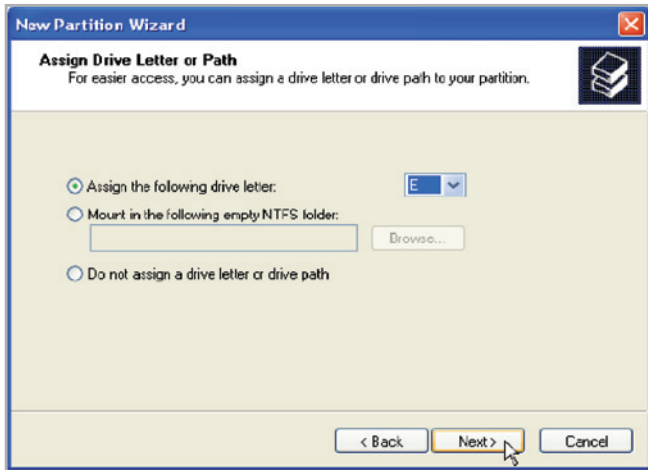 New Partition Wizard
Assign Drive Letter or Path
For easier access, you can assign a drive letter or drive path to your partition.
Assign the following drive letter:
E
Mount in the following empty NTFS folder:
Browse...
Do not assign a drive letter or drive path
< Back
Next >
Cancel